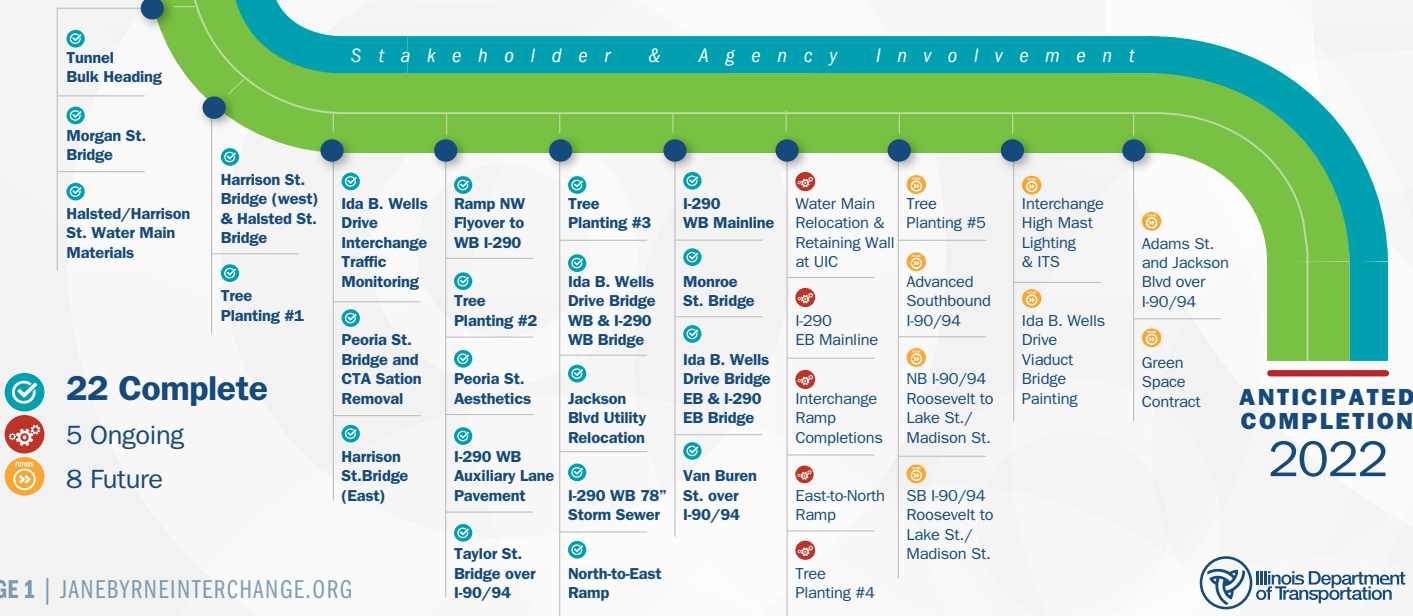 Stakeholder & Agency Involvement
Tunnel
Bulk Heading
Morgan St.
Bridge
Halsted/Harrison
St. Water Main
Materials
Harrison St.
Bridge (west)
& Halsted St.
Bridge
Tree
Planting #1
Ida B. Wells
Drive
Interchange
Traffic
Monitoring
Peoria St.
Bridge and
CTA Sation
Removal
Harrison
St.Bridge
(East)
Ramp NW
Flyover to
WB I-290
Tree
Planting #2
Peoria St.
Aesthetics
I-290 WB
Auxiliary Lane
Pavement
Taylor St.
Bridge over
I-90/94
Tree
Planting #3
Ida B. Wells
Drive Bridge
WB & I-290
WB Bridge
Jackson
Blvd Utility
Relocation
I-290 WB 78”
Storm Sewer
North-to-East
Ramp
I-290
WB Mainline
Monroe
St. Bridge
Ida B. Wells
Drive Bridge
EB & I-290
EB Bridge
Van Buren
St. over
I-90/94
Water Main
Relocation &
Retaining Wall
at UIC
I-290
EB Mainline
Interchange
Ramp
Completions
East-to-North
Ramp
Tree
Planting #4
Tree
Planting #5
Advanced
Southbound
I-90/94
NB I-90/94
Roosevelt to
Lake St./
Madison St.
SB I-90/94
Roosevelt to
Lake St./
Madison St.
Interchange
High Mast
Lighting
& ITS
Ida B. Wells
Drive
Viaduct
Bridge
Painting
Adams St.
and Jackson
Blvd over
I-90/94
Green
Space
Contract
ANTICIPATED
COMPLETION
2022
22 Complete
5 Ongoing
FUTURE
8 Future
GE 1 | JANEBYRNEINTERCHANGE.ORG
Illinois Department
of Transportation